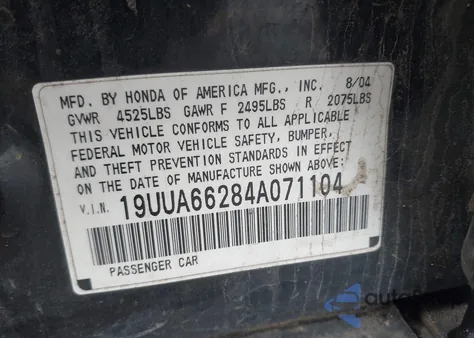 MFD. BY HONDA OF AMERICA MFG., INC. 8/04
GVWR 4525LBS GAWR F 2495LBS R 2075LBS
THIS VEHICLE CONFORMS TO ALL APPLICABLE
FEDERAL MOTOR VEHICLE SAFETY, BUMPER,
AND THEFT PREVENTION STANDARDS IN EFFECT
ON THE DATE OF MANUFACTURE SHOWN ABOVE.
V.I.N. 19UUA66284A071104
PASSENGER CAR